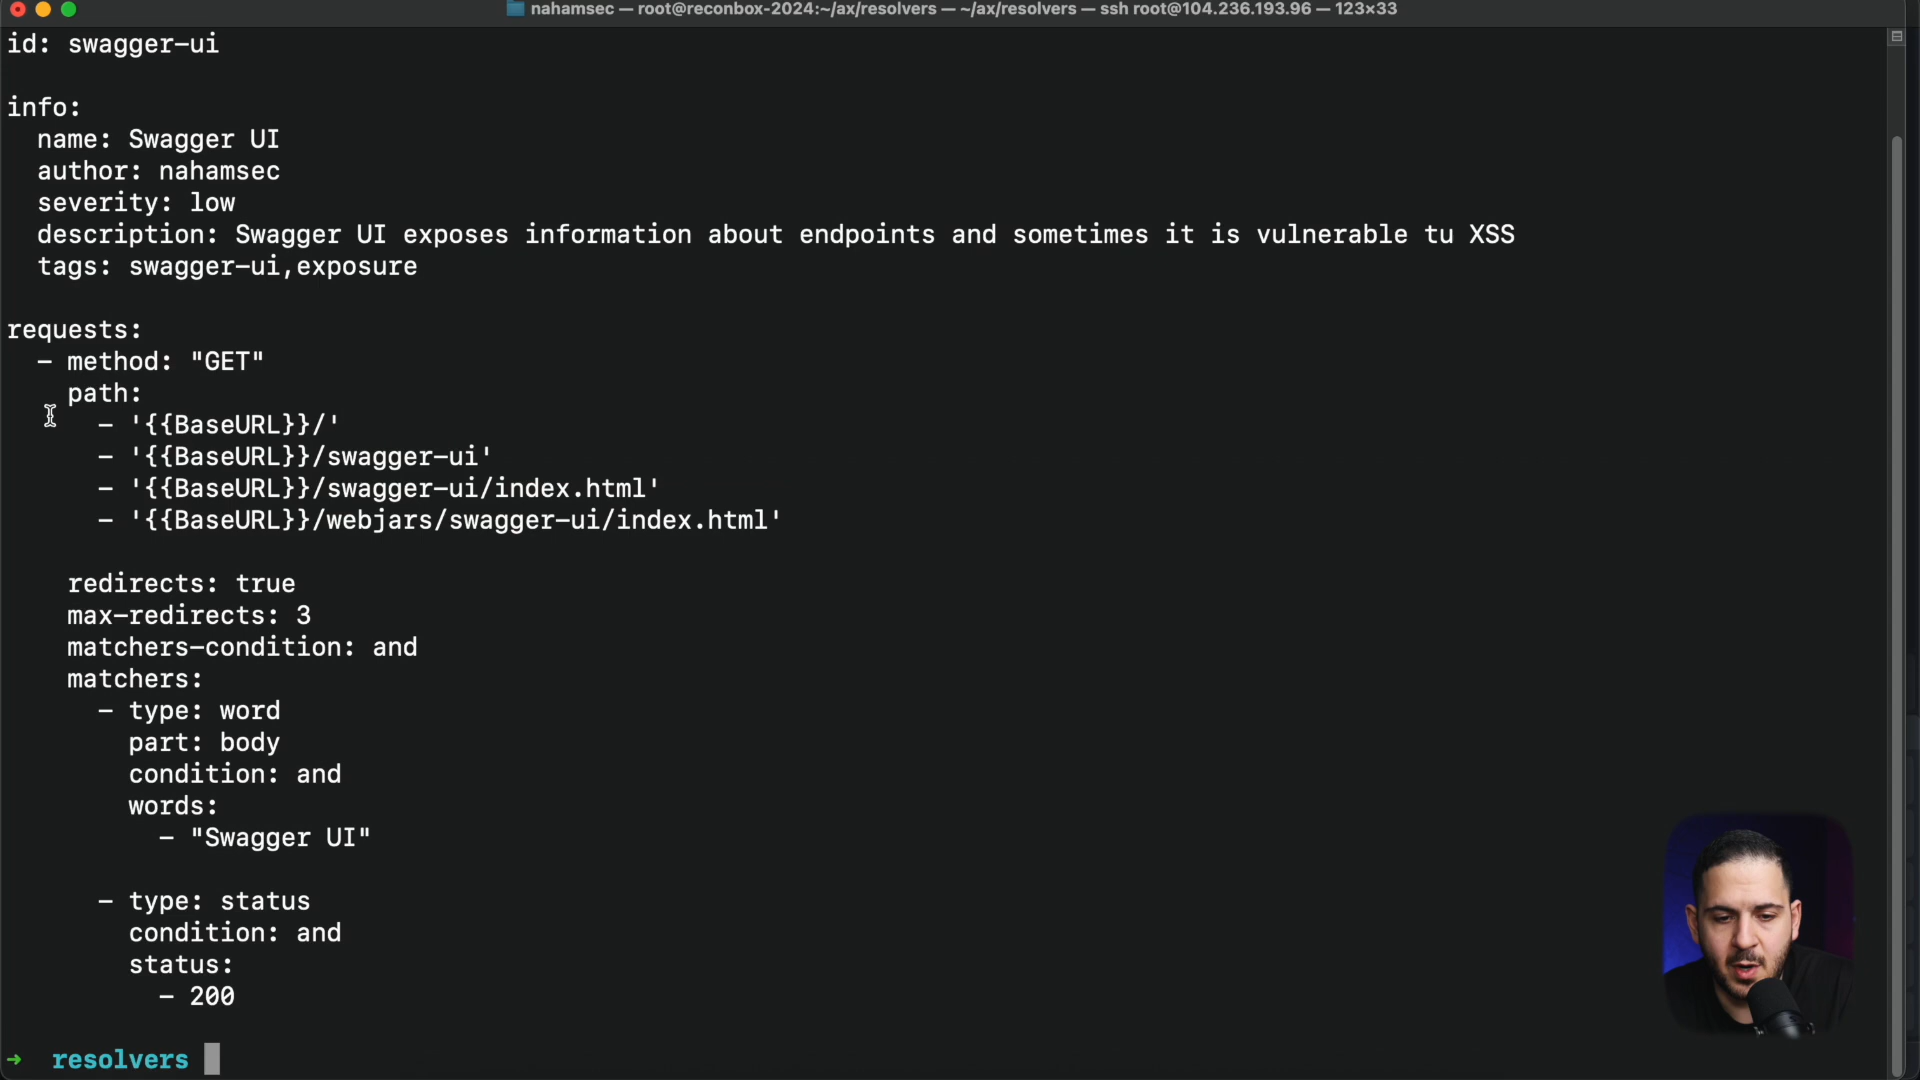 nahamsec — root@reconbox-2024:~/ax/resolvers — ~/ax/resolvers — ssh root@104.236.193.96 — 123×33
id: swagger-ui
info:
  name: Swagger UI
  author: nahamsec
  severity: low
  description: Swagger UI exposes information about endpoints and sometimes it is vulnerable tu XSS
  tags: swagger-ui,exposure
requests:
  - method: "GET"
    path:
      - '{{BaseURL}}/'
      - '{{BaseURL}}/swagger-ui'
      - '{{BaseURL}}/swagger-ui/index.html'
      - '{{BaseURL}}/webjars/swagger-ui/index.html'
    redirects: true
    max-redirects: 3
    matchers-condition: and
    matchers:
      - type: word
        part: body
        condition: and
        words:
          - "Swagger UI"
      - type: status
        condition: and
        status:
          - 200
→ resolvers